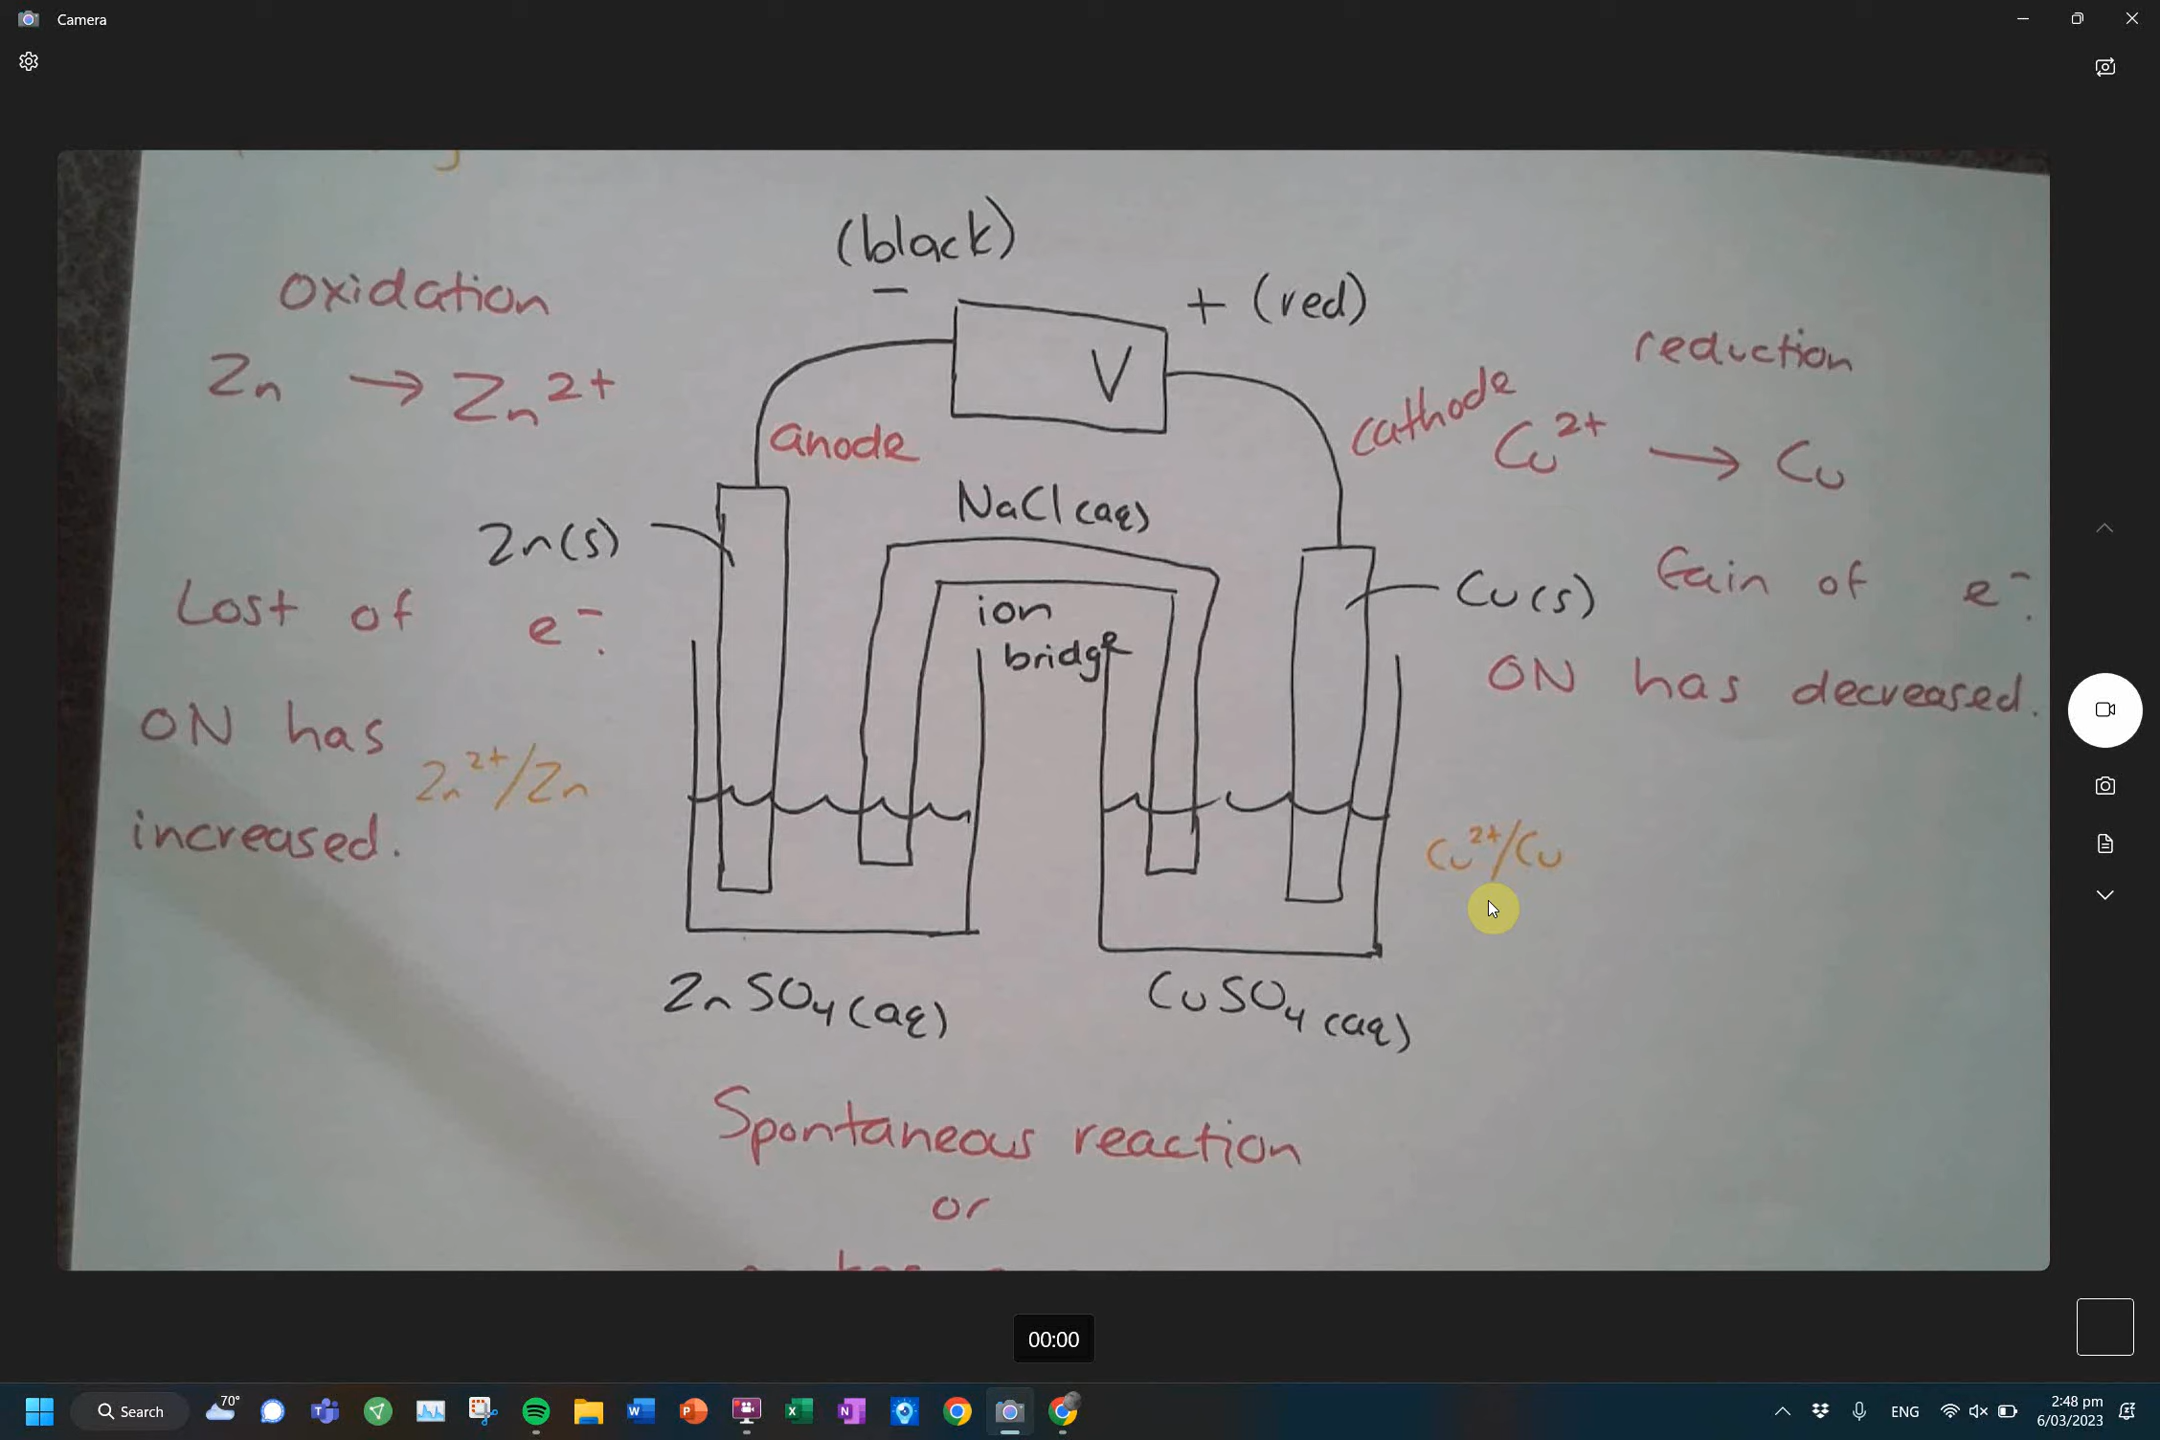 Camera
(black)
−
+ (red)
oxidation
Zn → Zn²⁺
V
anode
cathode
reduction
Cu²⁺ → Cu
NaCl(aq)
Zn(s)
Cu(s)
Lost of e⁻.
Gain of e⁻.
ion
bridge
ON has
increased.
ON has decreased.
Zn²⁺/Zn
Cu²⁺/Cu
ZnSO₄(aq)
CuSO₄(aq)
Spontaneous reaction
or
00:00
70°
Search
ENG
2:48 pm
6/03/2023